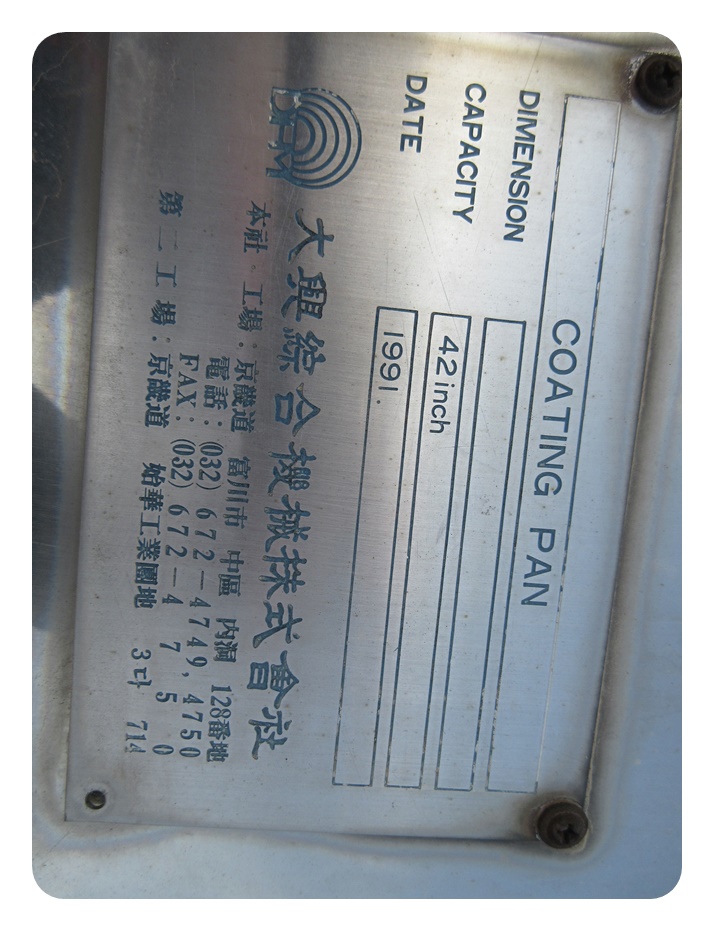 COATING PAN
DIMENSION
CAPACITY 42 inch
DATE 1991.
DHM
大興綜合機械株式會社
本社·工場: 京畿道 富川市 中區 內洞 128番地
電話: (032) 672-4749, 4750
FAX: (032) 672-4750
第二工場: 京畿道 始華工業團地 3다 714